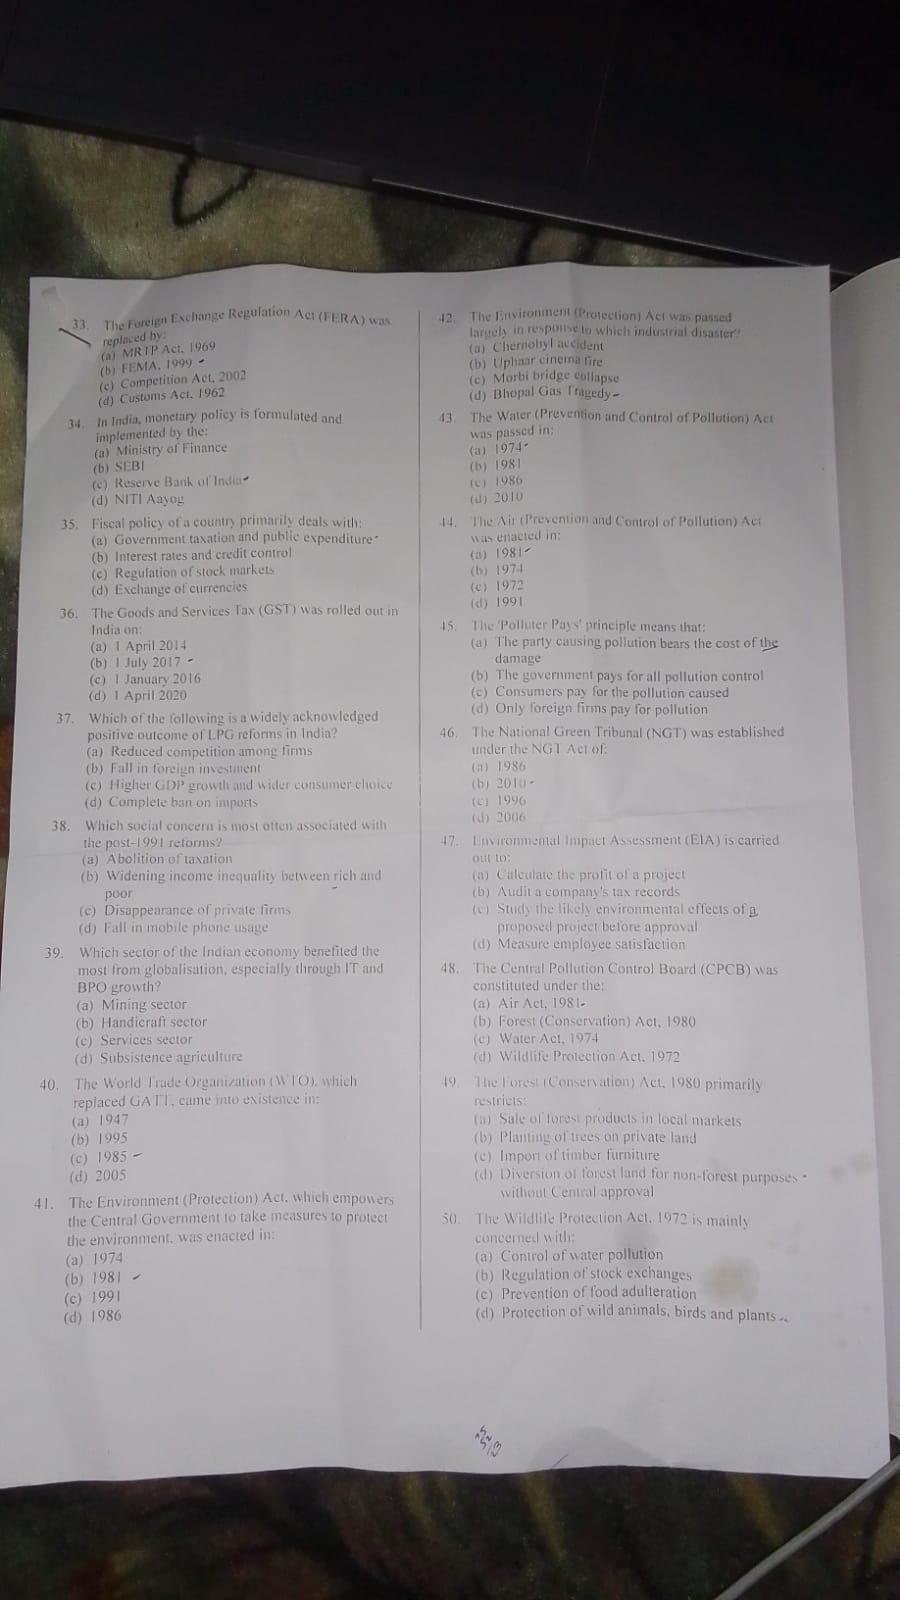 33. The Foreign Exchange Regulation Act (FERA) was
replaced by:
(a) MRTP Act, 1969
(b) FEMA, 1999
(c) Competition Act, 2002
(d) Customs Act, 1962
34. In India, monetary policy is formulated and
implemented by the:
(a) Ministry of Finance
(b) SEBI
(c) Reserve Bank of India
(d) NITI Aayog
35. Fiscal policy of a country primarily deals with:
(a) Government taxation and public expenditure
(b) Interest rates and credit control
(c) Regulation of stock markets
(d) Exchange of currencies
36. The Goods and Services Tax (GST) was rolled out in
India on:
(a) 1 April 2014
(b) 1 July 2017
(c) 1 January 2016
(d) 1 April 2020
37. Which of the following is a widely acknowledged
positive outcome of LPG reforms in India?
(a) Reduced competition among firms
(b) Fall in foreign investment
(c) Higher GDP growth and wider consumer choice
(d) Complete ban on imports
38. Which social concern is most often associated with
the post-1991 reforms?
(a) Abolition of taxation
(b) Widening income inequality between rich and
poor
(c) Disappearance of private firms
(d) Fall in mobile phone usage
39. Which sector of the Indian economy benefited the
most from globalisation, especially through IT and
BPO growth?
(a) Mining sector
(b) Handicraft sector
(c) Services sector
(d) Subsistence agriculture
40. The World Trade Organization (WTO), which
replaced GATT, came into existence in:
(a) 1947
(b) 1995
(c) 1985
(d) 2005
41. The Environment (Protection) Act, which empowers
the Central Government to take measures to protect
the environment, was enacted in:
(a) 1974
(b) 1981
(c) 1991
(d) 1986
42. The Environment (Protection) Act was passed
largely in response to which industrial disaster?
(a) Chernobyl accident
(b) Uphaar cinema fire
(c) Morbi bridge collapse
(d) Bhopal Gas Tragedy
43. The Water (Prevention and Control of Pollution) Act
was passed in:
(a) 1974
(b) 1981
(c) 1986
(d) 2010
44. The Air (Prevention and Control of Pollution) Act
was enacted in:
(a) 1981
(b) 1974
(c) 1972
(d) 1991
45. The 'Polluter Pays' principle means that:
(a) The party causing pollution bears the cost of the
damage
(b) The government pays for all pollution control
(c) Consumers pay for the pollution caused
(d) Only foreign firms pay for pollution
46. The National Green Tribunal (NGT) was established
under the NGT Act of:
(a) 1986
(b) 2010
(c) 1996
(d) 2006
47. Environmental Impact Assessment (EIA) is carried
out to:
(a) Calculate the profit of a project
(b) Audit a company's tax records
(c) Study the likely environmental effects of a
proposed project before approval
(d) Measure employee satisfaction
48. The Central Pollution Control Board (CPCB) was
constituted under the:
(a) Air Act, 1981
(b) Forest (Conservation) Act, 1980
(c) Water Act, 1974
(d) Wildlife Protection Act, 1972
49. The Forest (Conservation) Act, 1980 primarily
restricts:
(a) Sale of forest products in local markets
(b) Planting of trees on private land
(c) Import of timber furniture
(d) Diversion of forest land for non-forest purposes
without Central approval
50. The Wildlife Protection Act, 1972 is mainly
concerned with:
(a) Control of water pollution
(b) Regulation of stock exchanges
(c) Prevention of food adulteration
(d) Protection of wild animals, birds and plants